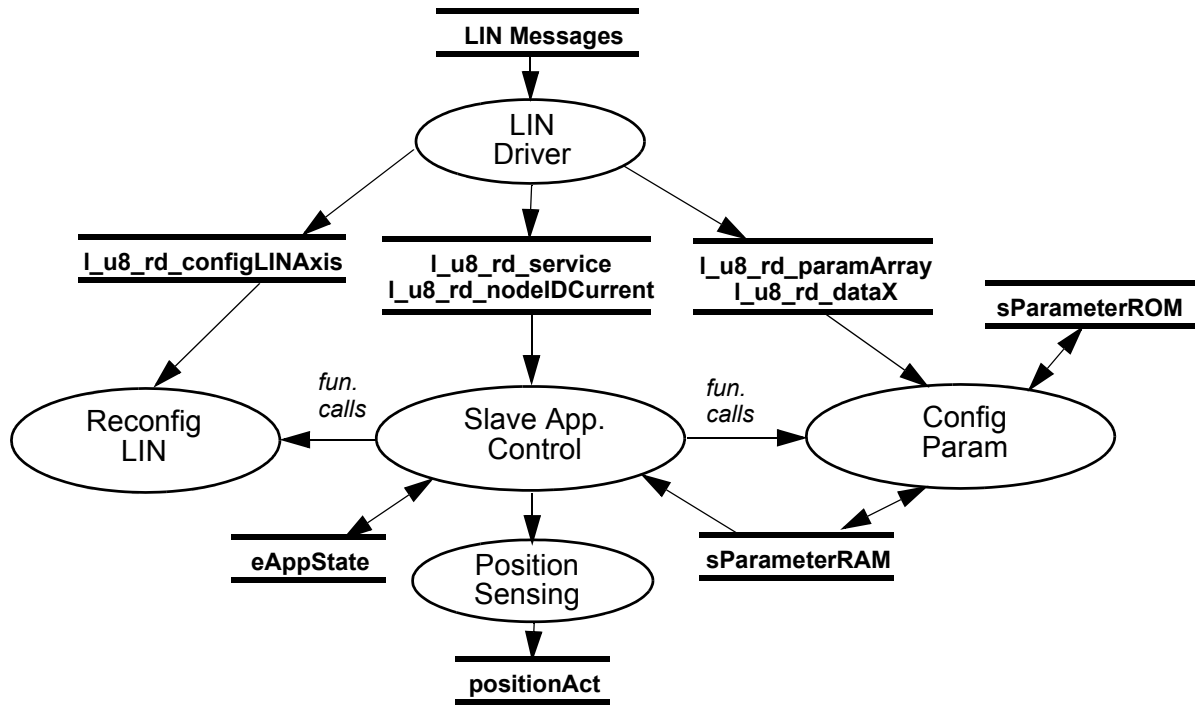 LIN Messages
LIN
Driver
l_u8_rd_configLINAxis
l_u8_rd_service
l_u8_rd_nodeIDCurrent
l_u8_rd_paramArray
l_u8_rd_dataX
sParameterROM
Reconfig
LIN
fun.
calls
Slave App.
Control
fun.
calls
Config
Param
eAppState
Position
Sensing
sParameterRAM
positionAct